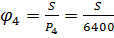 φ₄ = S/P₄ = S/6400